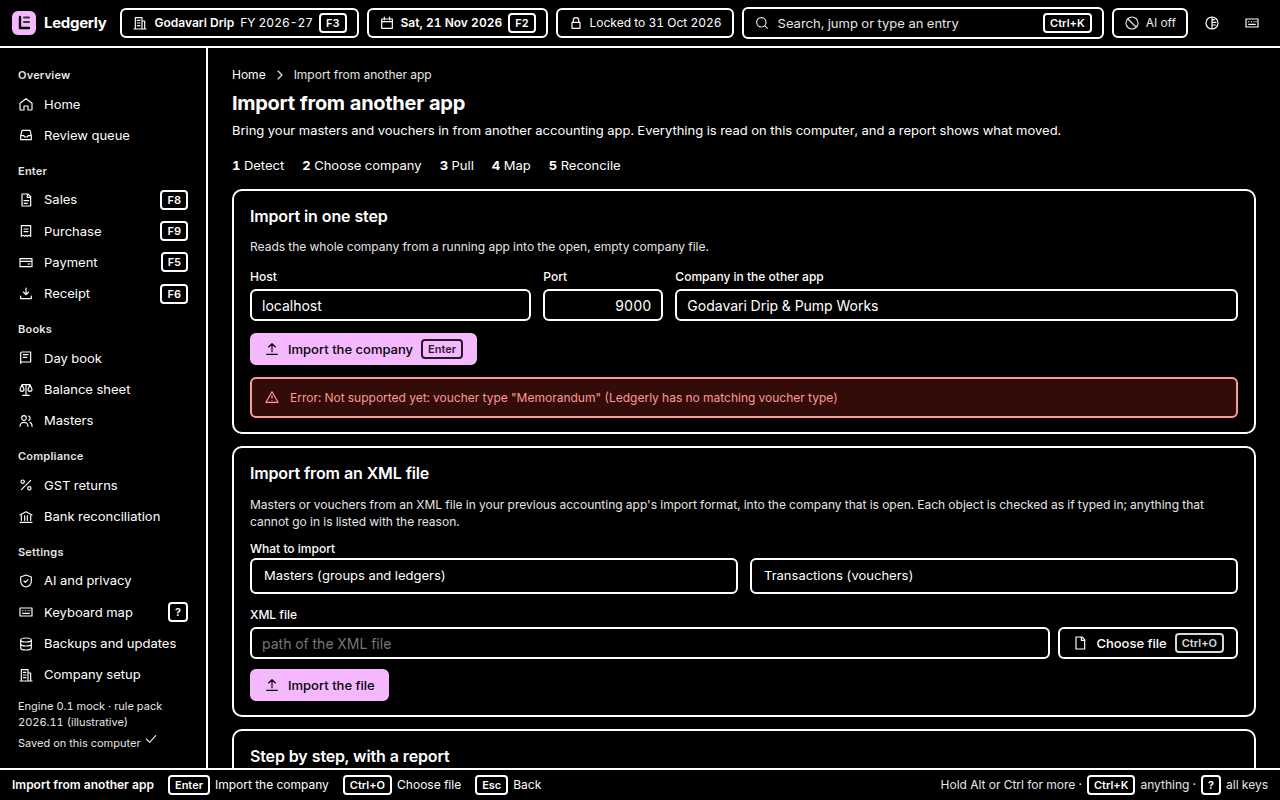 Ledgerly
Godavari Drip FY 2026-27 F3
Sat, 21 Nov 2026 F2
Locked to 31 Oct 2026
Search, jump or type an entry Ctrl+K
AI off
Overview
Home
Review queue
Enter
Sales F8
Purchase F9
Payment F5
Receipt F6
Books
Day book
Balance sheet
Masters
Compliance
GST returns
Bank reconciliation
Settings
AI and privacy
Keyboard map ?
Backups and updates
Company setup
Engine 0.1 mock · rule pack
2026.11 (illustrative)
Saved on this computer
Home Import from another app
Import from another app
Bring your masters and vouchers in from another accounting app. Everything is read on this computer, and a report shows what moved.
1 Detect 2 Choose company 3 Pull 4 Map 5 Reconcile
Import in one step
Reads the whole company from a running app into the open, empty company file.
Host Port Company in the other app
localhost 9000 Godavari Drip & Pump Works
Import the company Enter
Error: Not supported yet: voucher type "Memorandum" (Ledgerly has no matching voucher type)
Import from an XML file
Masters or vouchers from an XML file in your previous accounting app's import format, into the company that is open. Each object is checked as if typed in; anything that
cannot go in is listed with the reason.
What to import
Masters (groups and ledgers) Transactions (vouchers)
XML file
path of the XML file Choose file Ctrl+O
Import the file
Step by step, with a report
Import from another app Enter Import the company Ctrl+O Choose file Esc Back
Hold Alt or Ctrl for more · Ctrl+K anything · ? all keys